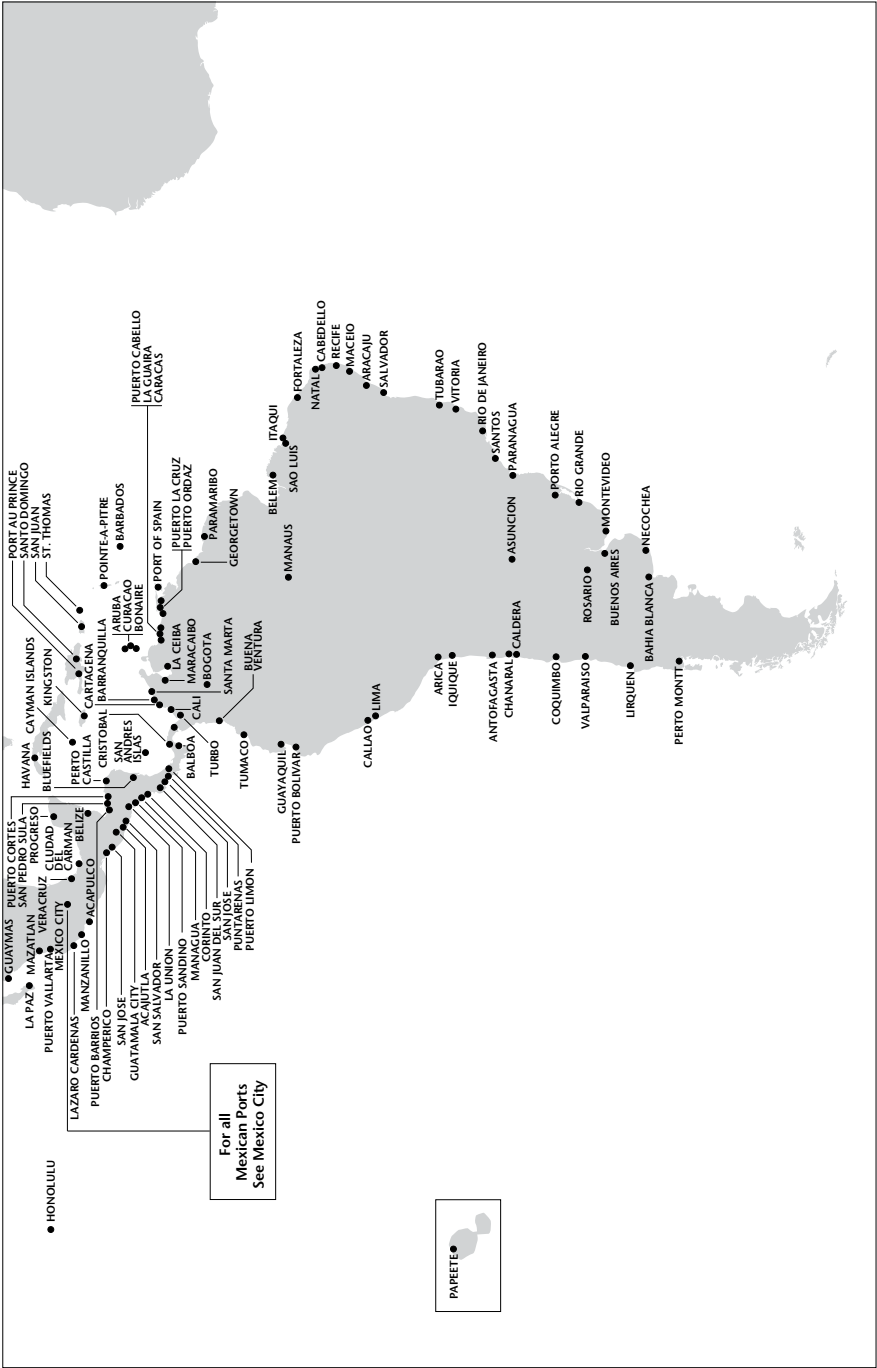 PORT AU PRINCE
SANTO DOMINGO
SAN JUAN
ST. THOMAS
POINTE-A-PITRE
BARBADOS
HAVANA
CAYMAN ISLANDS
BLUEFIELDS
KINGSTON
CARTAGENA
BARRANQUILLA
ARUBA
CURACAO
BONAIRE
PUERTO CABELLO
LA GUAIRA
CARACAS
PORT OF SPAIN
PUERTO LA CRUZ
PUERTO ORDAZ
PARAMARIBO
GEORGETOWN
PERTO
CASTILLA
CRISTOBAL
SAN
ANDRES
ISLAS
BALBOA
TURBO
CALI
LA CEIBA
MARACAIBO
BOGOTA
SANTA MARTA
BUENA
VENTURA
TUMACO
GUAYAQUIL
PUERTO BOLIVAR
MANAUS
BELEM
ITAQUI
SAO LUIS
FORTALEZA
NATAL
CABEDELLO
RECIFE
MACEIO
ARACAJU
SALVADOR
CALLAO
LIMA
TUBARAO
VITORIA
RIO DE JANEIRO
SANTOS
PARANAGUA
PORTO ALEGRE
RIO GRANDE
MONTEVIDEO
BUENOS AIRES
NECOCHEA
ASUNCION
ROSARIO
BAHIA BLANCA
ARICA
IQUIQUE
ANTOFAGASTA
CHANARAL
CALDERA
COQUIMBO
VALPARAISO
LIRQUEN
PERTO MONTT
GUAYMAS
LA PAZ
MAZATLAN
PUERTO VALLARTA
VERACRUZ
MEXICO CITY
PUERTO CORTES
SAN PEDRO SULA
PROGRESO
CLUDAD
DEL
CARMAN
BELIZE
ACAPULCO
MANZANILLO
LAZARO CARDENAS
PUERTO BARRIOS
CHAMPERICO
SAN JOSE
GUATAMALA CITY
ACAJUTLA
SAN SALVADOR
LA UNION
PUERTO SANDINO
MANAGUA
CORINTO
SAN JUAN DEL SUR
SAN JOSE
PUNTARENAS
PUERTO LIMON
For all
Mexican Ports
See Mexico City
HONOLULU
PAPEETE